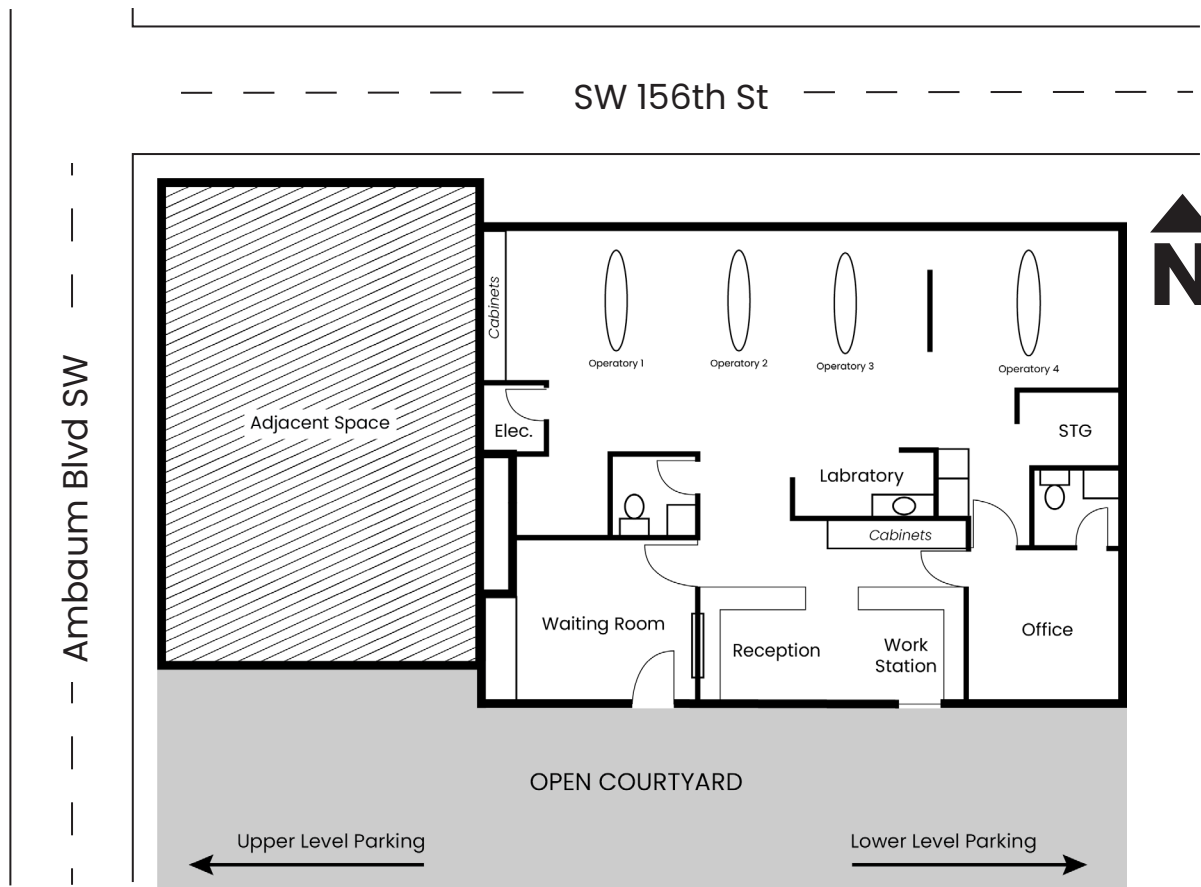 SW 156th St
Ambaum Blvd SW
N
Cabinets
Operatory 1
Operatory 2
Operatory 3
Operatory 4
Adjacent Space
Elec.
STG
Labratory
Cabinets
Waiting Room
Reception
Work
Station
Office
OPEN COURTYARD
Upper Level Parking
Lower Level Parking